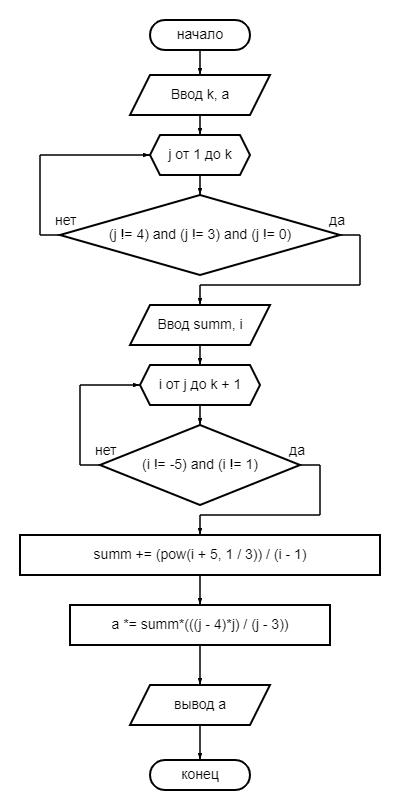 начало
Ввод k, a
j от 1 до k
нет
да
(j != 4) and (j != 3) and (j != 0)
Ввод summ, i
i от j до k + 1
нет
да
(i != -5) and (i != 1)
summ += (pow(i + 5, 1 / 3)) / (i - 1)
a *= summ*(((j - 4)*j) / (j - 3))
вывод a
конец